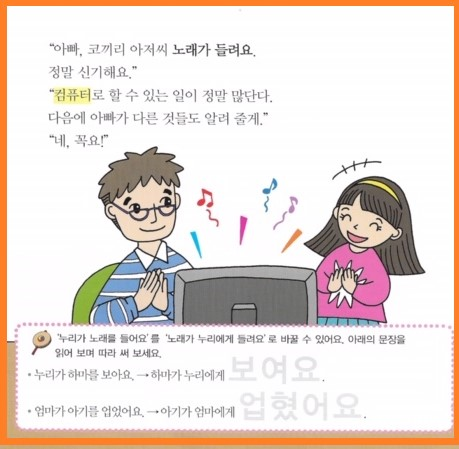 “아빠, 코끼리 아저씨 노래가 들려요.
정말 신기해요.”
“컴퓨터로 할 수 있는 일이 정말 많단다.
다음에 아빠가 다른 것들도 알려 줄게.”
“네, 꼭요!”
‘누리가 노래를 들어요’를 ‘노래가 누리에게 들려요’로 바꿀 수 있어요. 아래의 문장을
읽어 보며 따라 써 보세요.
• 누리가 하마를 보아요. → 하마가 누리에게 보여요.
• 엄마가 아기를 업었어요. → 아기가 엄마에게 업혔어요.